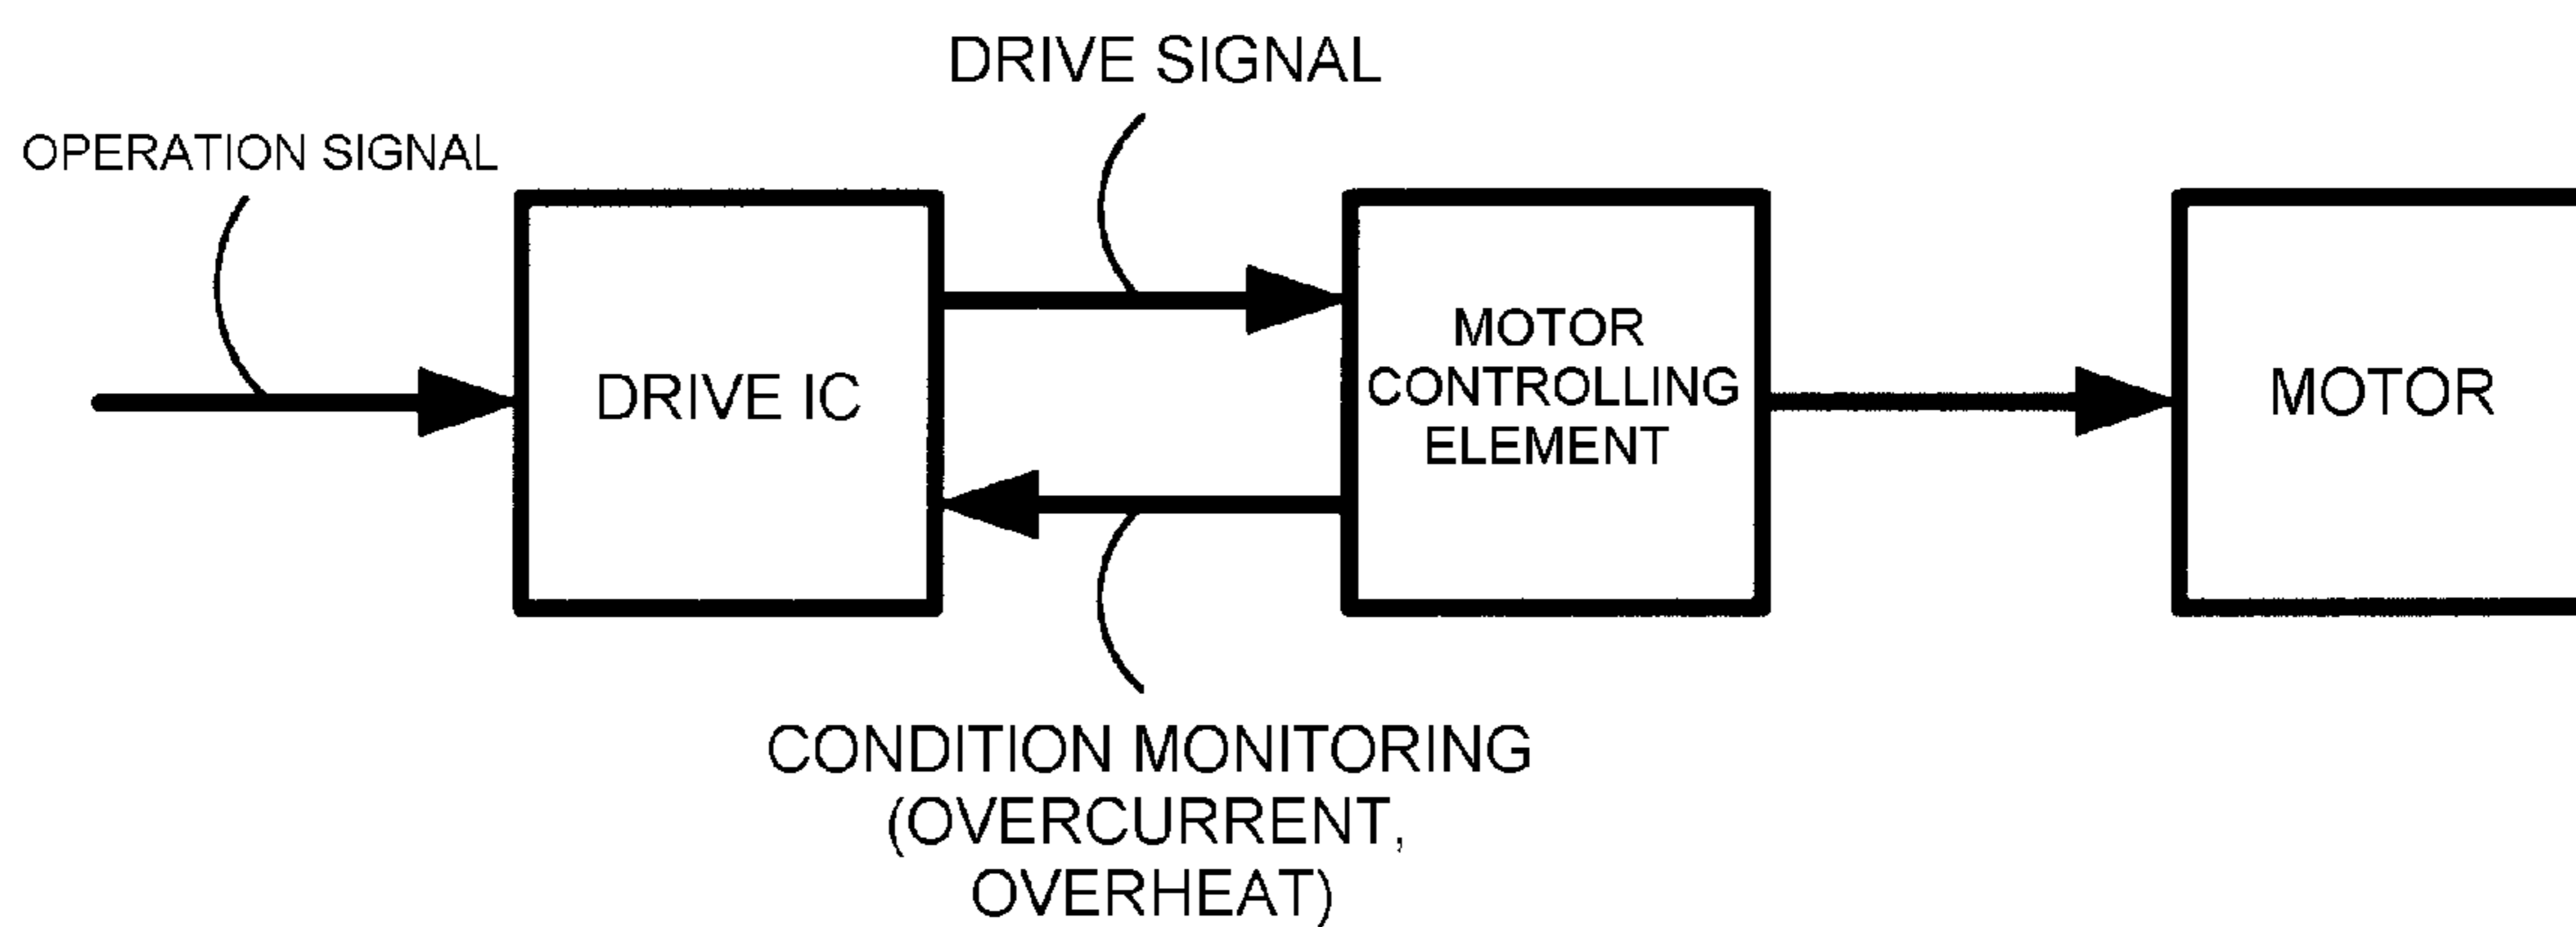 DRIVE SIGNAL
OPERATION SIGNAL
DRIVE IC
MOTOR
CONTROLLING
ELEMENT
MOTOR
CONDITION MONITORING
(OVERCURRENT,
OVERHEAT)